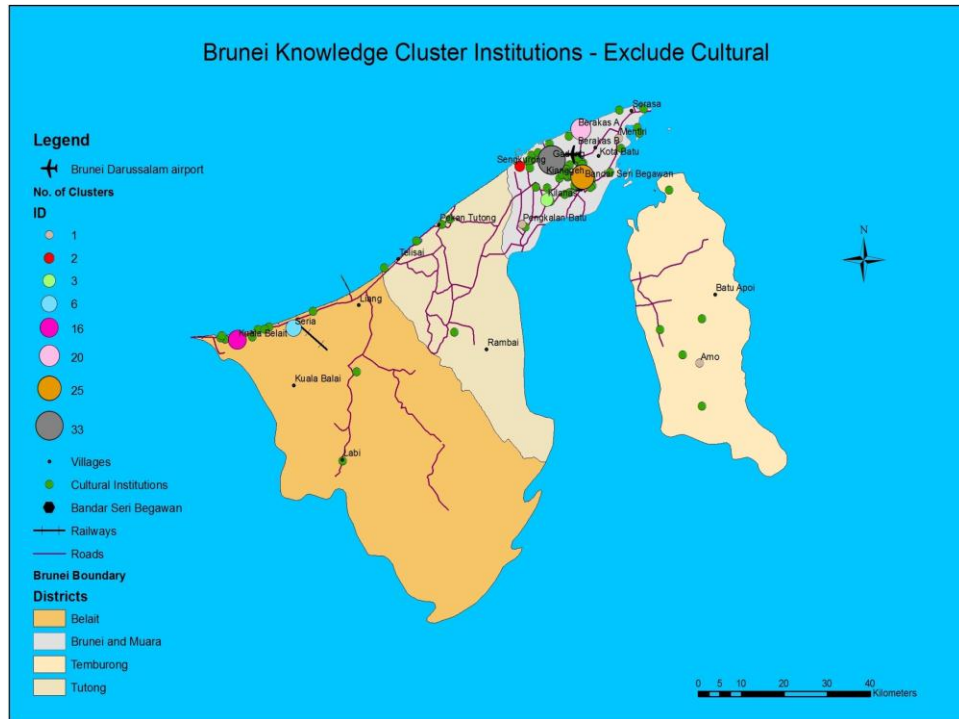 Brunei Knowledge Cluster Institutions - Exclude Cultural
Legend
Brunei Darussalam airport
No. of Clusters
ID
1
2
3
6
16
20
25
33
Villages
Cultural Institutions
Bandar Seri Begawan
Railways
Roads
Brunei Boundary
Districts
Belait
Brunei and Muara
Temburong
Tutong
Serasa
Berakas A
Mentiri
Berakas B
Kota Batu
Sengkurong
Kianggeh
Bandar Seri Begawan
Kilanas
Pengkalan Batu
Pekan Tutong
Telisai
Liang
Seria
Kuala Belait
Kuala Balai
Rambai
Labi
Batu Apoi
Amo
N
0 5 10 20 30 40
Kilometers